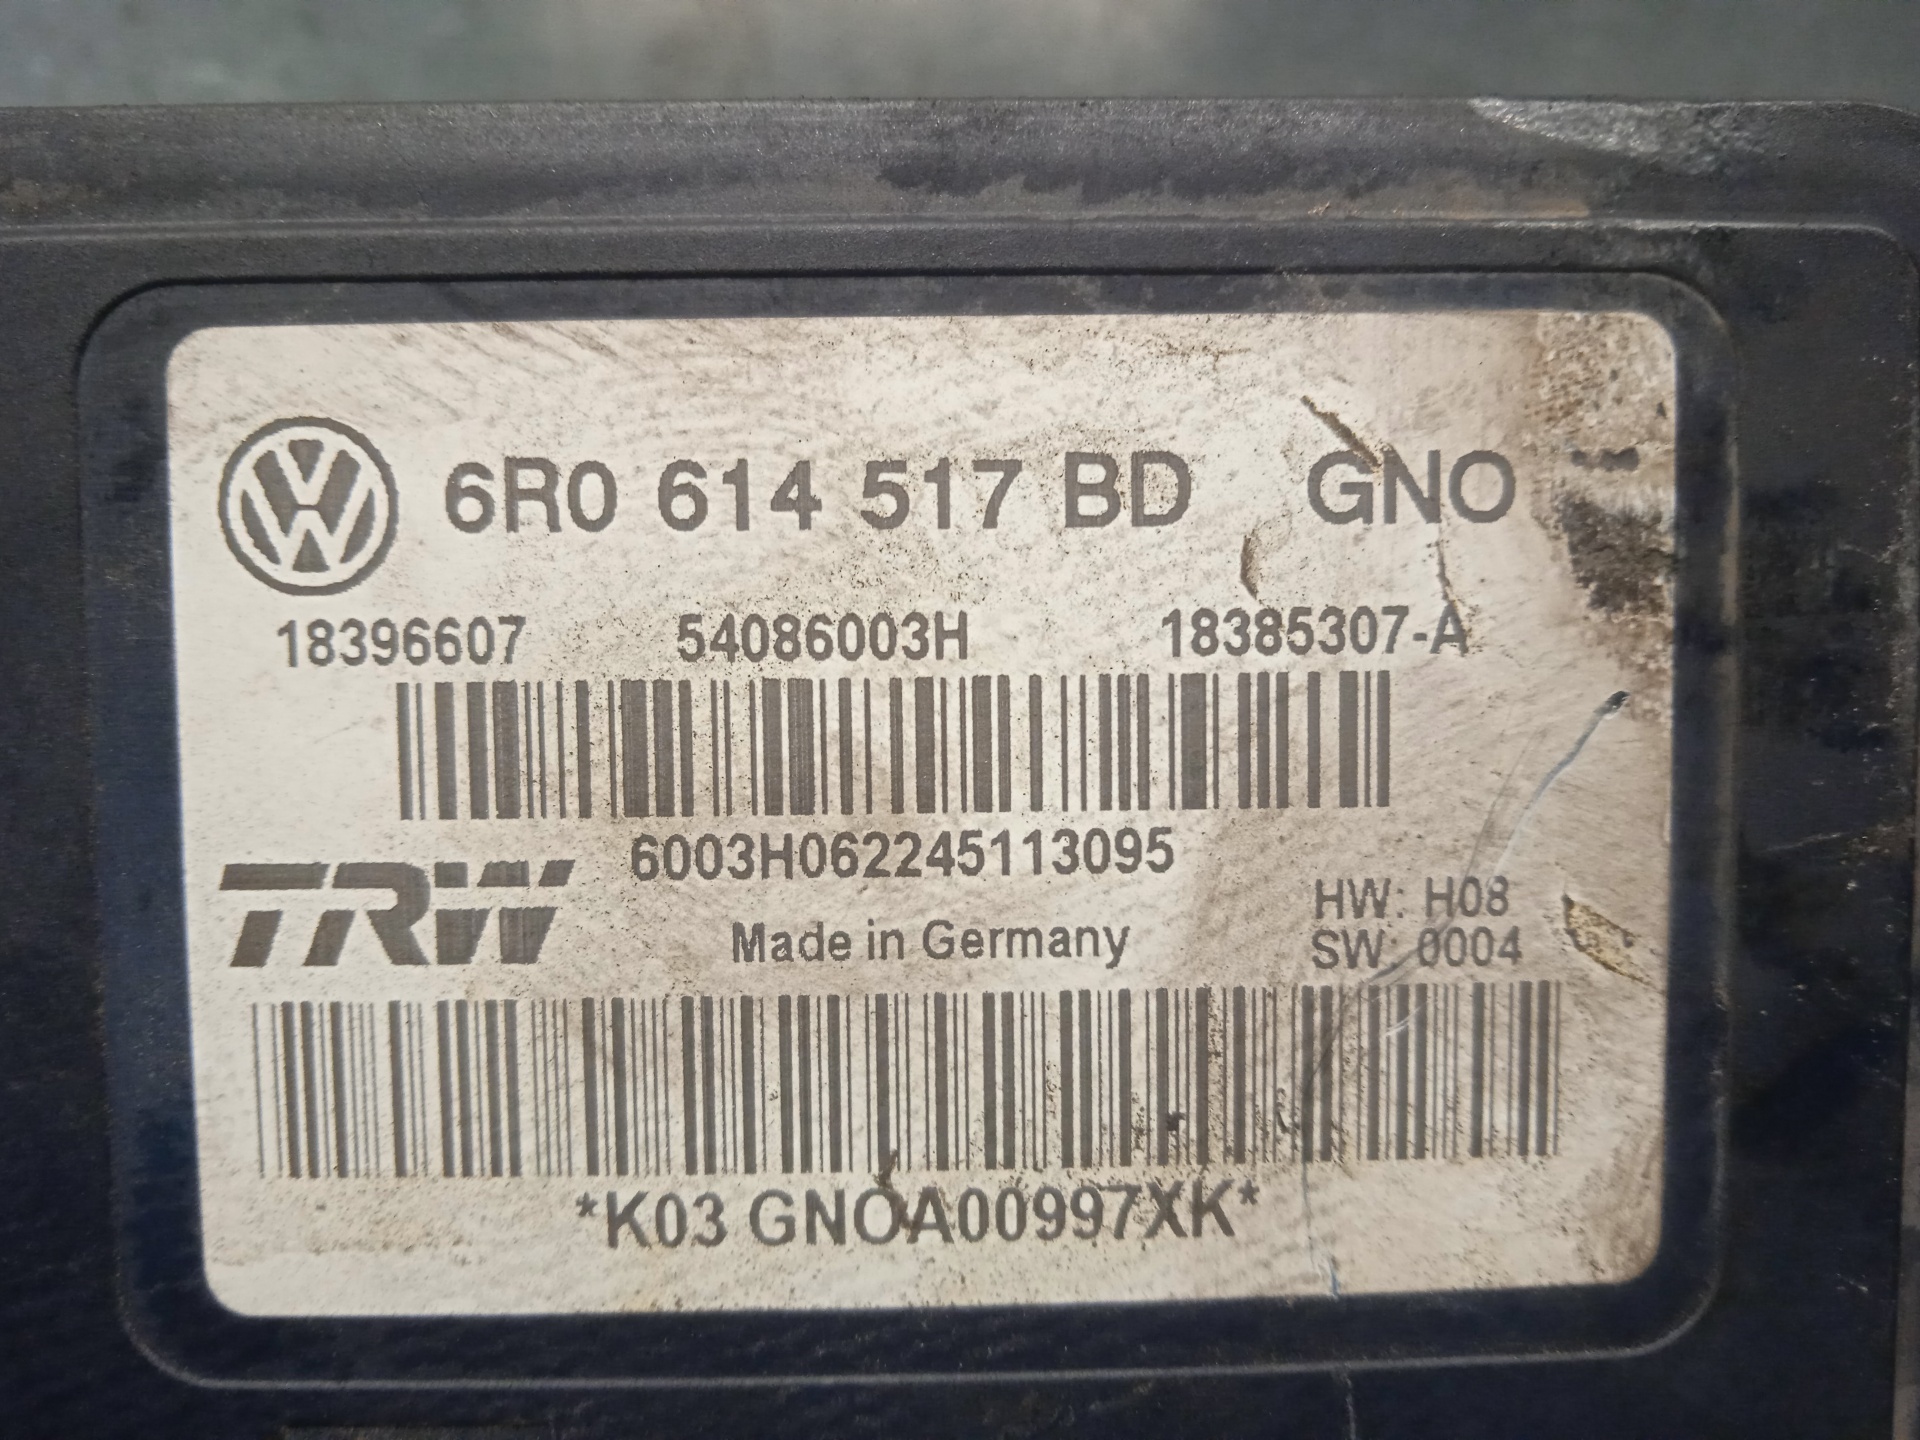 6R0 614 517 BD GNO
18396607 54086003H 18385307-A
6003H062245113095
TRW
Made in Germany
HW: H08
SW: 0004
*K03 GNOA00997XK*